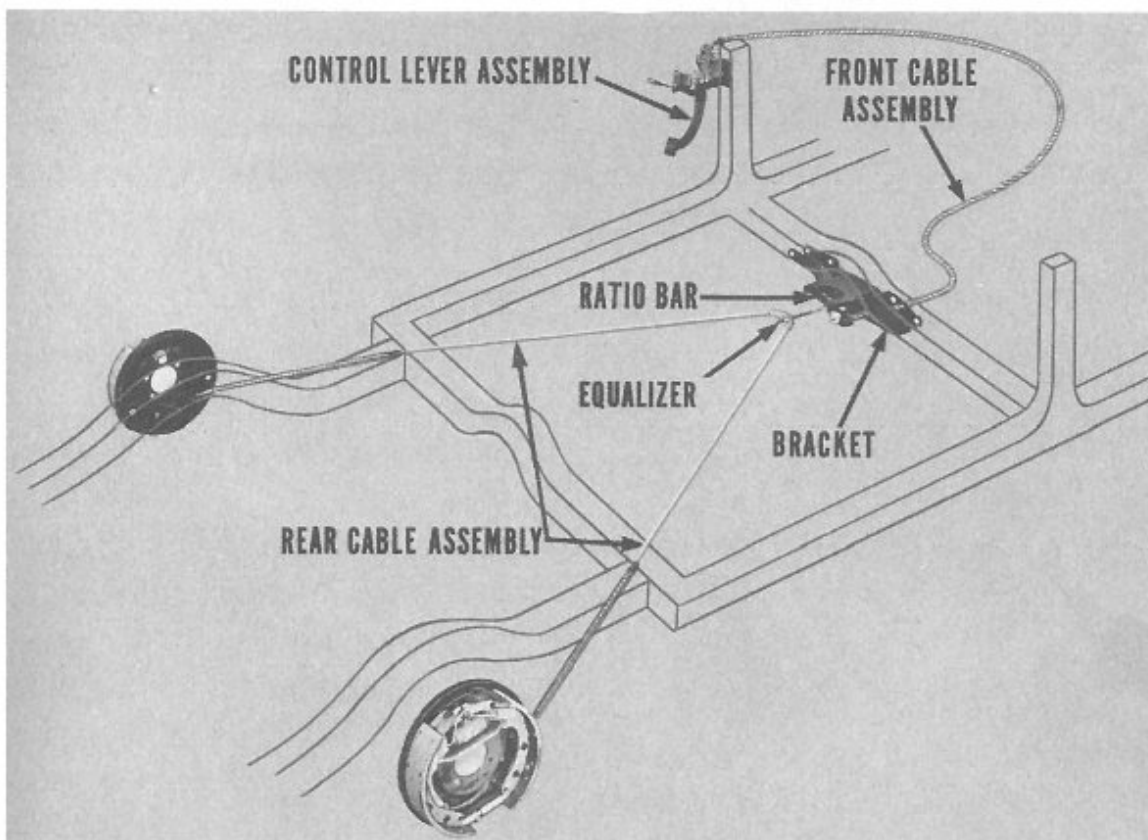 CONTROL LEVER ASSEMBLY
FRONT CABLE
ASSEMBLY
RATIO BAR
EQUALIZER
BRACKET
REAR CABLE ASSEMBLY